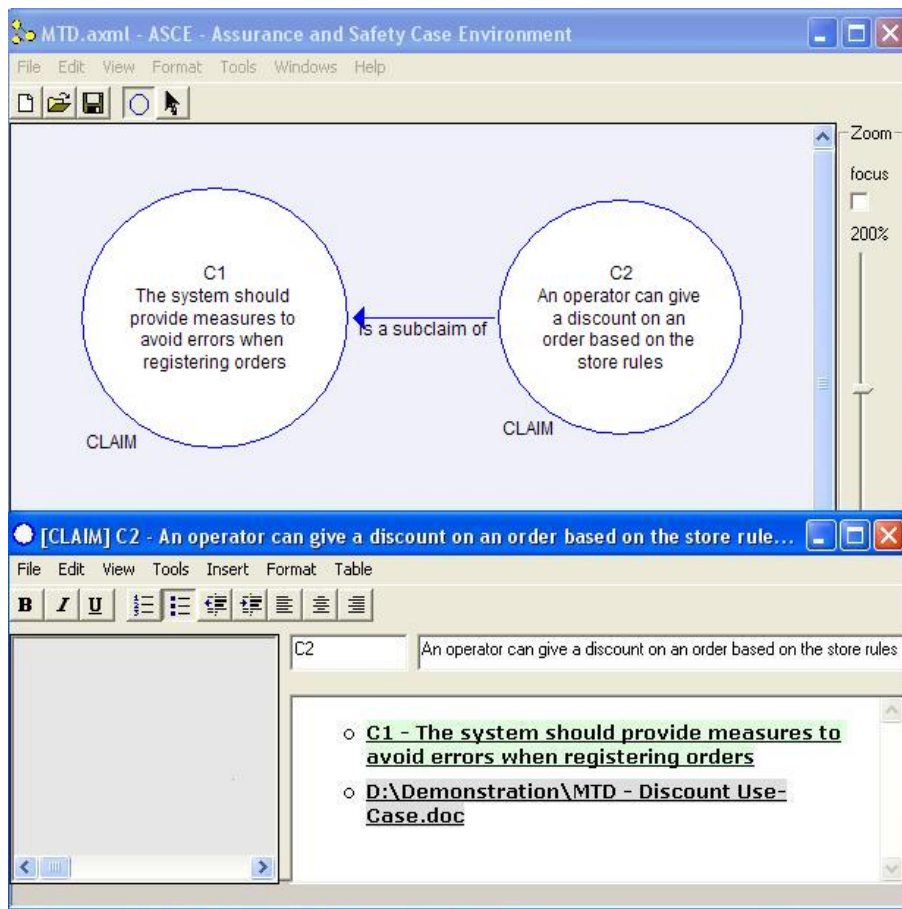 MTD.axml - ASCE - Assurance and Safety Case Environment
File Edit View Format Tools Windows Help
Zoom
focus
200%
C1
The system should
provide measures to
avoid errors when
registering orders
CLAIM
is a subclaim of
C2
An operator can give
a discount on an
order based on the
store rules
CLAIM
[CLAIM] C2 - An operator can give a discount on an order based on the store rule...
File Edit View Tools Insert Format Table
B I U
C2
An operator can give a discount on an order based on the store rules
C1 - The system should provide measures to
avoid errors when registering orders
D:\Demonstration\MTD - Discount Use-
Case.doc